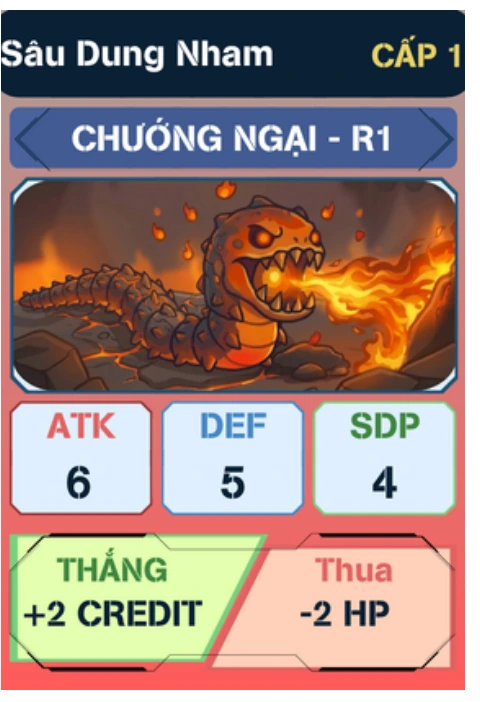 Sâu Dung Nham CẤP 1
CHƯỚNG NGẠI - R1
ATK DEF SDP
6 5 4
THẮNG Thua
+2 CREDIT -2 HP